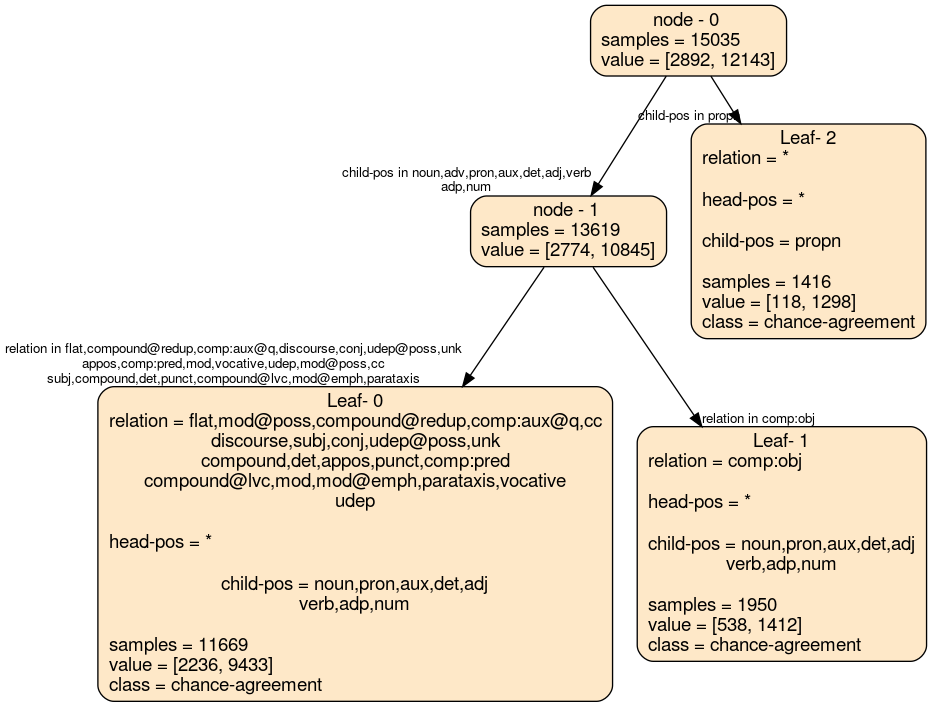 node - 0
samples = 15035
value = [2892, 12143]
child-pos in propn
Leaf- 2
relation = *
head-pos = *
child-pos = propn
samples = 1416
value = [118, 1298]
class = chance-agreement
child-pos in noun,adv,pron,aux,det,adj,verb
adp,num
node - 1
samples = 13619
value = [2774, 10845]
relation in flat,compound@redup,comp:aux@q,discourse,conj,udep@poss,unk
appos,comp:pred,mod,vocative,udep,mod@poss,cc
subj,compound,det,punct,compound@lvc,mod@emph,parataxis
Leaf- 0
relation = flat,mod@poss,compound@redup,comp:aux@q,cc
discourse,subj,conj,udep@poss,unk
compound,det,appos,punct,comp:pred
compound@lvc,mod,mod@emph,parataxis,vocative
udep
head-pos = *
child-pos = noun,pron,aux,det,adj
verb,adp,num
samples = 11669
value = [2236, 9433]
class = chance-agreement
relation in comp:obj
Leaf- 1
relation = comp:obj
head-pos = *
child-pos = noun,pron,aux,det,adj
verb,adp,num
samples = 1950
value = [538, 1412]
class = chance-agreement